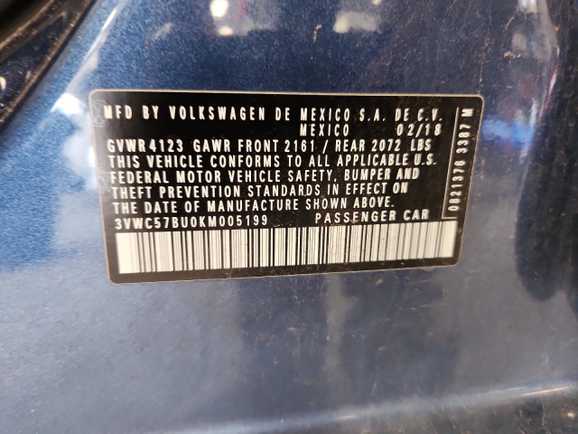 MFD BY VOLKSWAGEN DE MEXICO S.A. DE C.V.
MEXICO 02/18
GVWR 4123 GAWR FRONT 2161 / REAR 2072 LBS
THIS VEHICLE CONFORMS TO ALL APPLICABLE U.S.
FEDERAL MOTOR VEHICLE SAFETY, BUMPER AND
THEFT PREVENTION STANDARDS IN EFFECT ON
THE DATE OF MANUFACTURE SHOWN ABOVE.
3VWC57BU0KM005199 PASSENGER CAR
0821376 3387 M